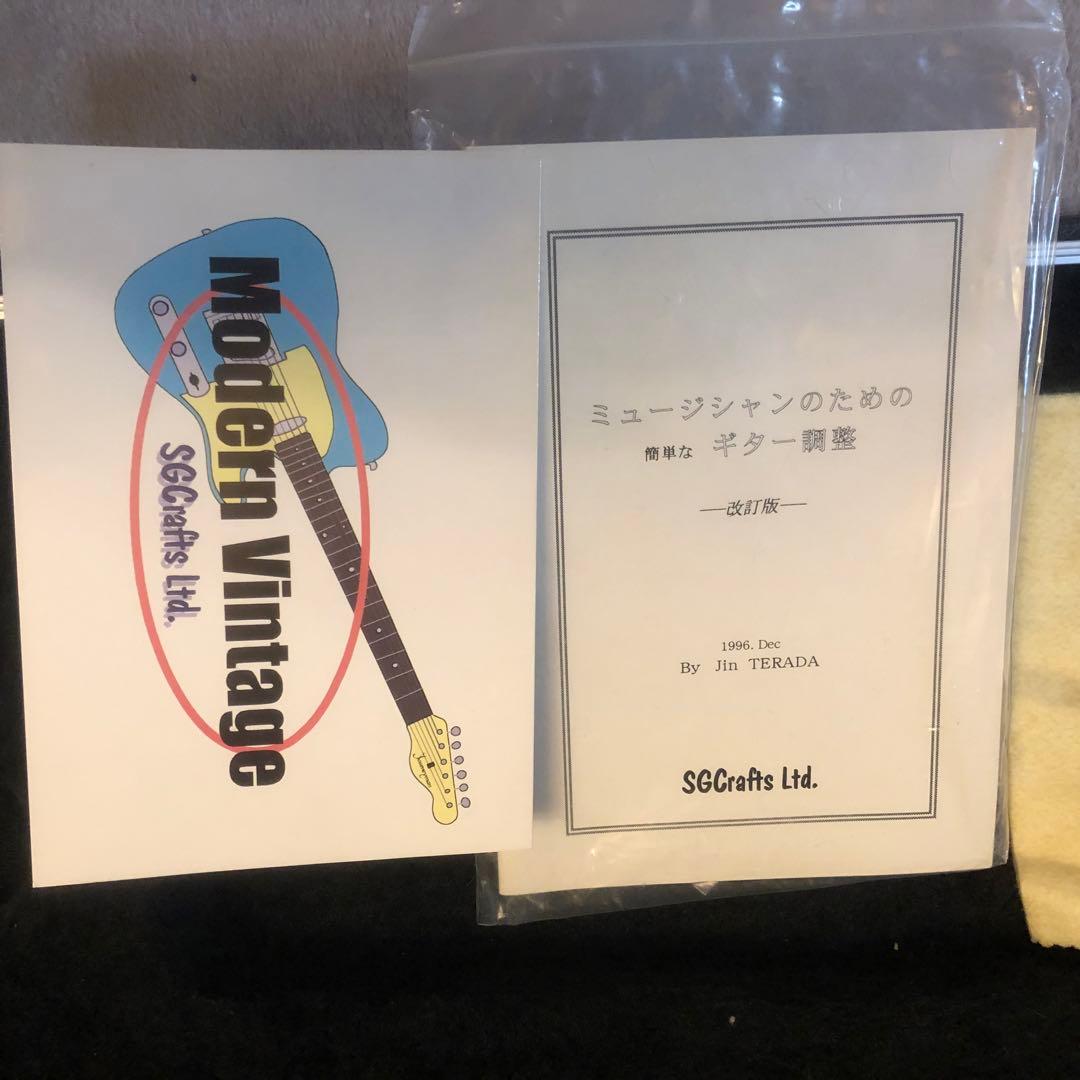 Modern Vintage
SGCrafts Ltd.
ミュージシャンのための
簡単な ギター調整
―改訂版―
1996. Dec
By Jin TERADA
SGCrafts Ltd.